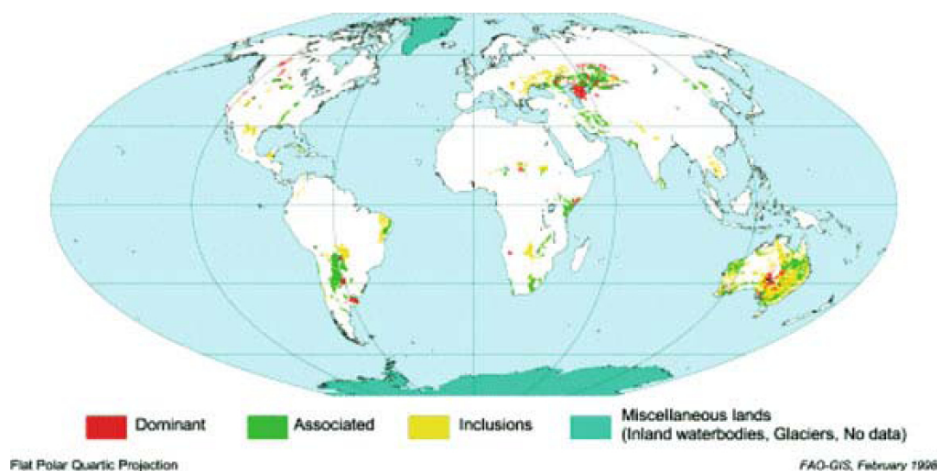 Dominant
Associated
Inclusions
Miscellaneous lands
(Inland waterbodies, Glaciers, No data)
Flat Polar Quartic Projection
FAO-GIS, February 1998